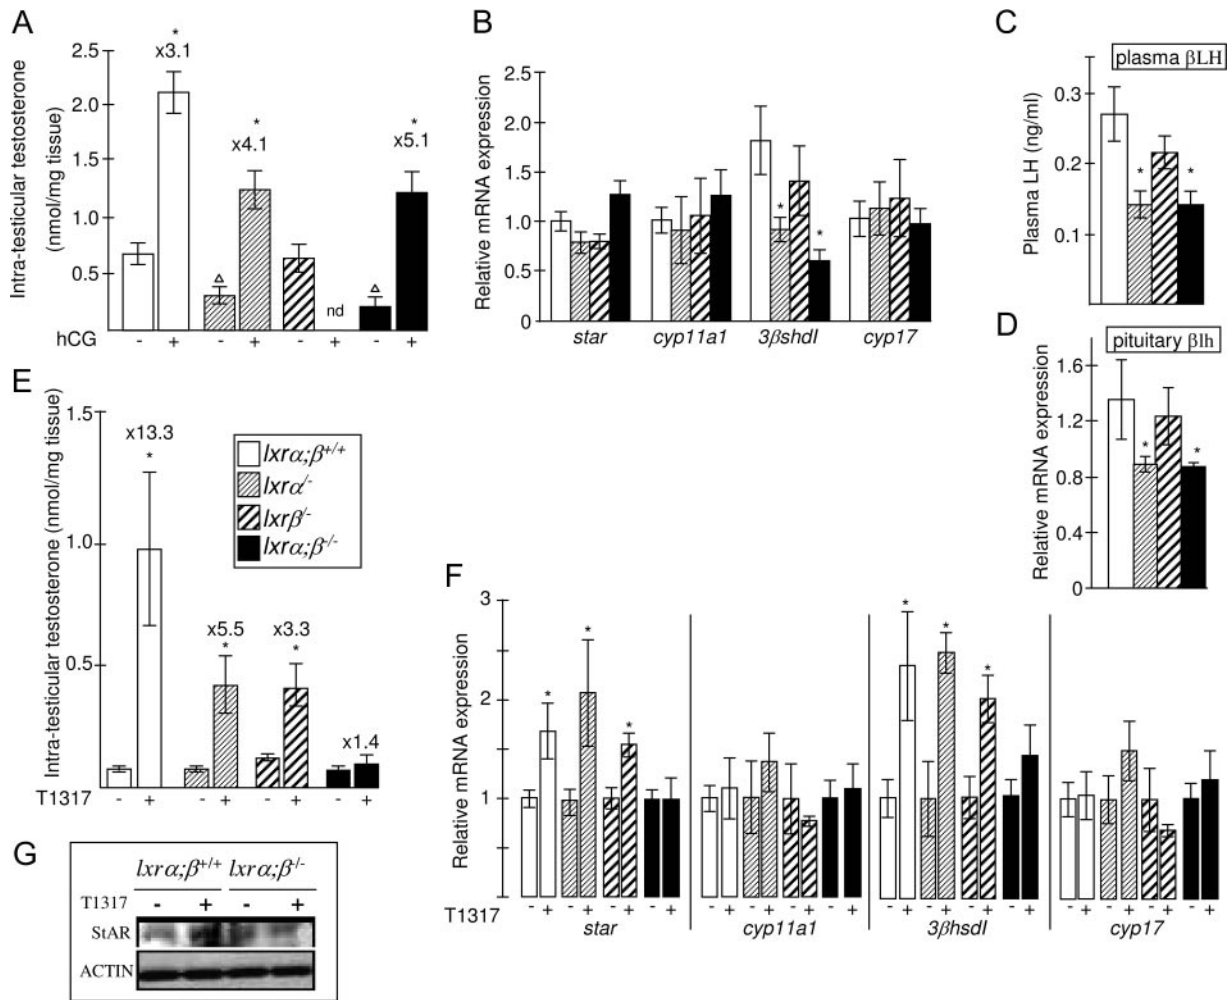 A
Intra-testicular testosterone
(nmol/mg tissue)
2.5
2.0
1.5
1.0
0.5
*
x3.1
*
x4.1
nd
*
x5.1
Δ
Δ
hCG - + - + - + - +
B
Relative mRNA expression
2.5
2.0
1.5
1.0
0.5
0
*
*
star cyp11a1 3βshdI cyp17
C
plasma βLH
Plasma LH (ng/ml)
0.3
0.2
0.1
* *
D
pituitary βlh
Relative mRNA expression
1.6
1.2
0.8
0.4
0
* *
E
Intra-testicular testosterone (nmol/mg tissue)
1.5
1.0
0.5
x13.3
*
x5.5
*
x3.3
*
x1.4
T1317 - + - + - + - +
lxrα;β+/+
lxrα/-
lxrβ/-
lxrα;β-/-
F
Relative mRNA expression
3
2
1
* * *
* * *
T1317 - + - + - + - + - + - + - + - + - + - + - + - + - + - + - + - +
star cyp11a1 3βhsdI cyp17
G
lxrα;β+/+ lxrα;β/-
T1317 - + - +
StAR
ACTIN